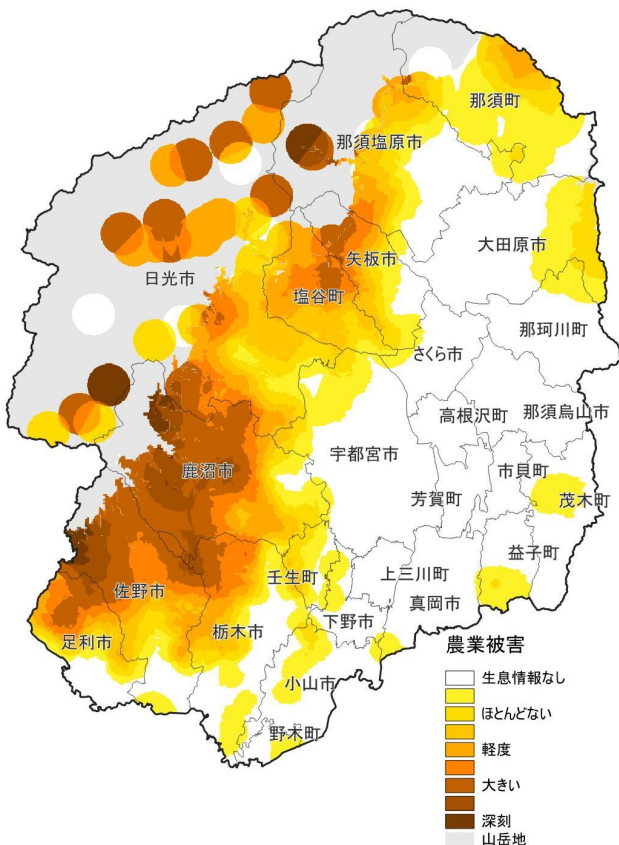 那須町
那須塩原市
大田原市
矢板市
日光市
塩谷町
那珂川町
さくら市
高根沢町
那須烏山市
宇都宮市
鹿沼市
市貝町
芳賀町
茂木町
益子町
上三川町
壬生町
佐野市
真岡市
下野市
栃木市
足利市
小山市
野木町
農業被害
生息情報なし
ほとんどない
軽度
大きい
深刻
山岳地